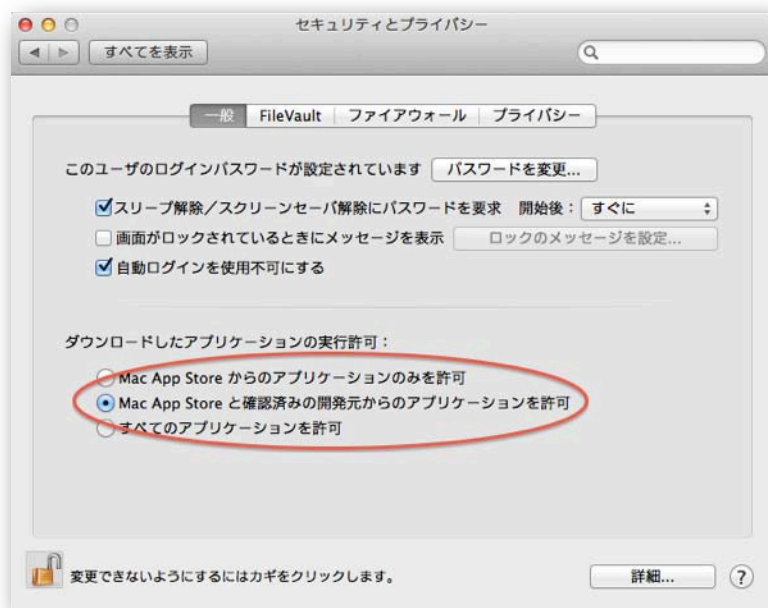 セキュリティとプライバシー
すべてを表示
一般 FileVault ファイアウォール プライバシー
このユーザのログインパスワードが設定されています パスワードを変更...
スリープ解除／スクリーンセーバ解除にパスワードを要求 開始後： すぐに
画面がロックされているときにメッセージを表示 ロックのメッセージを設定...
自動ログインを使用不可にする
ダウンロードしたアプリケーションの実行許可：
Mac App Store からのアプリケーションのみを許可
Mac App Store と確認済みの開発元からのアプリケーションを許可
すべてのアプリケーションを許可
変更できないようにするにはカギをクリックします。 詳細... ?